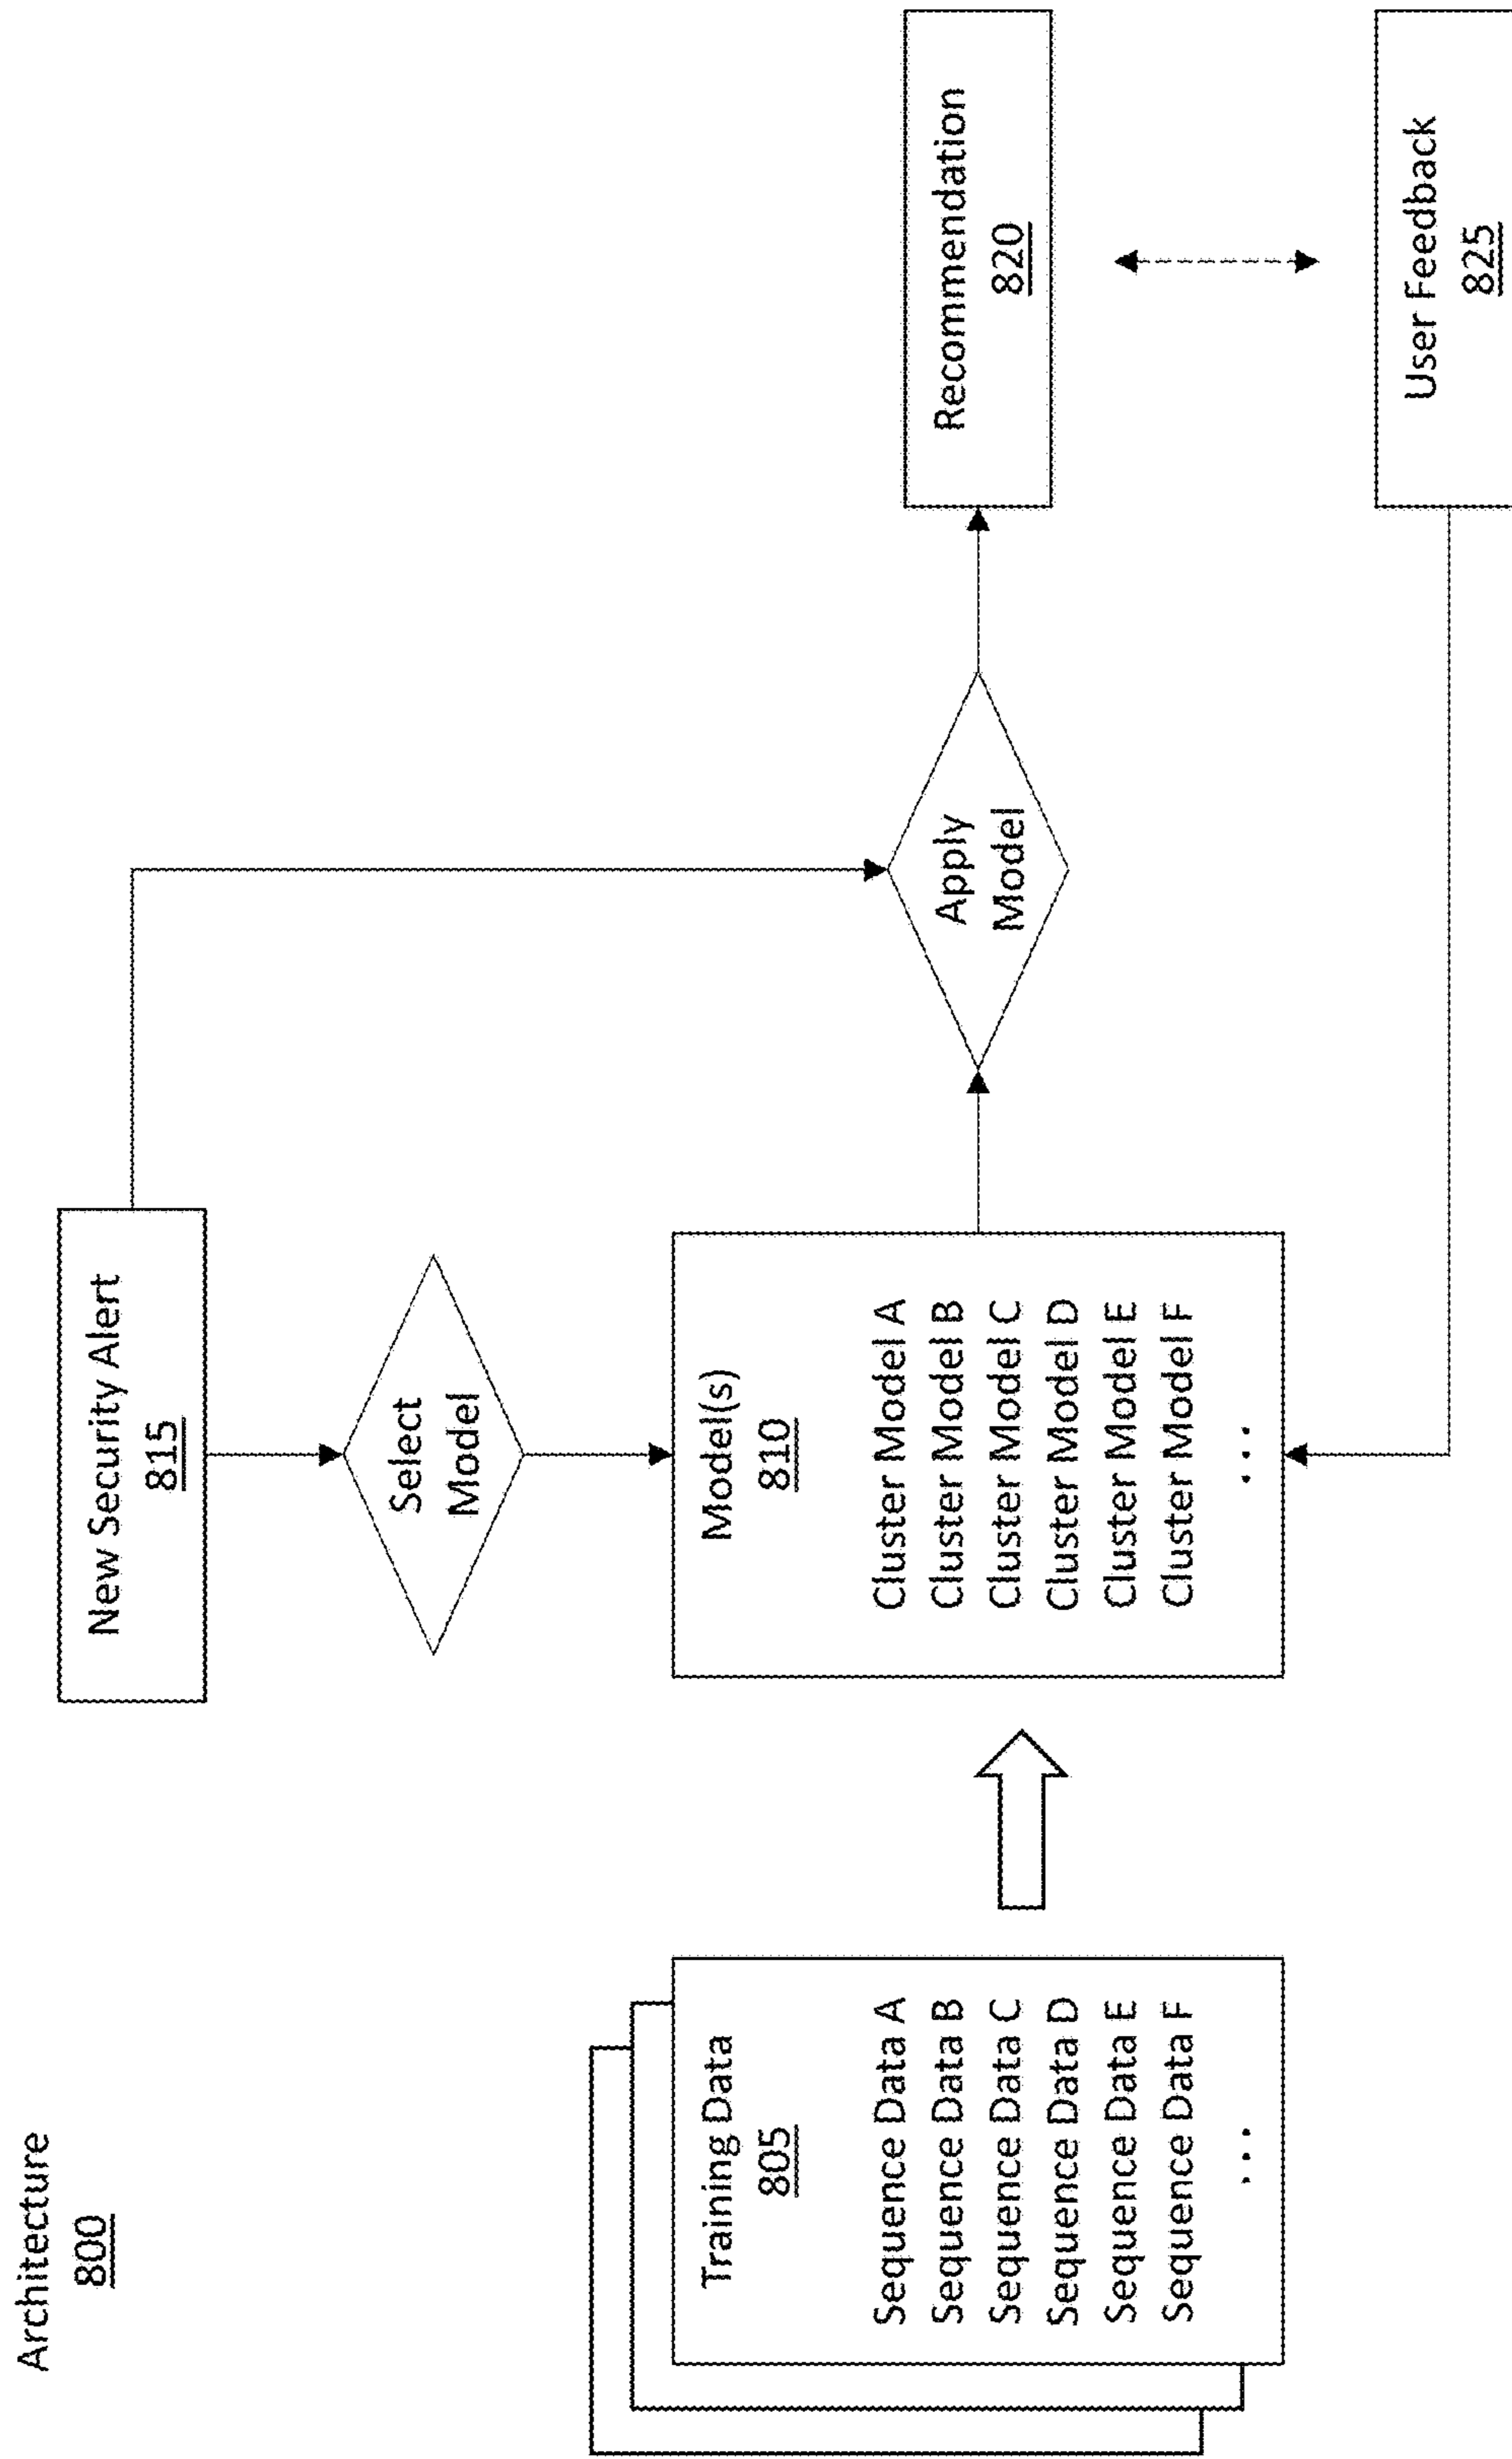 Architecture
800
New Security Alert
815
Select
Model
Training Data
805
Sequence Data A
Sequence Data B
Sequence Data C
Sequence Data D
Sequence Data E
Sequence Data F
...
Model(s)
810
Cluster Model A
Cluster Model B
Cluster Model C
Cluster Model D
Cluster Model E
Cluster Model F
...
Apply
Model
Recommendation
820
User Feedback
825